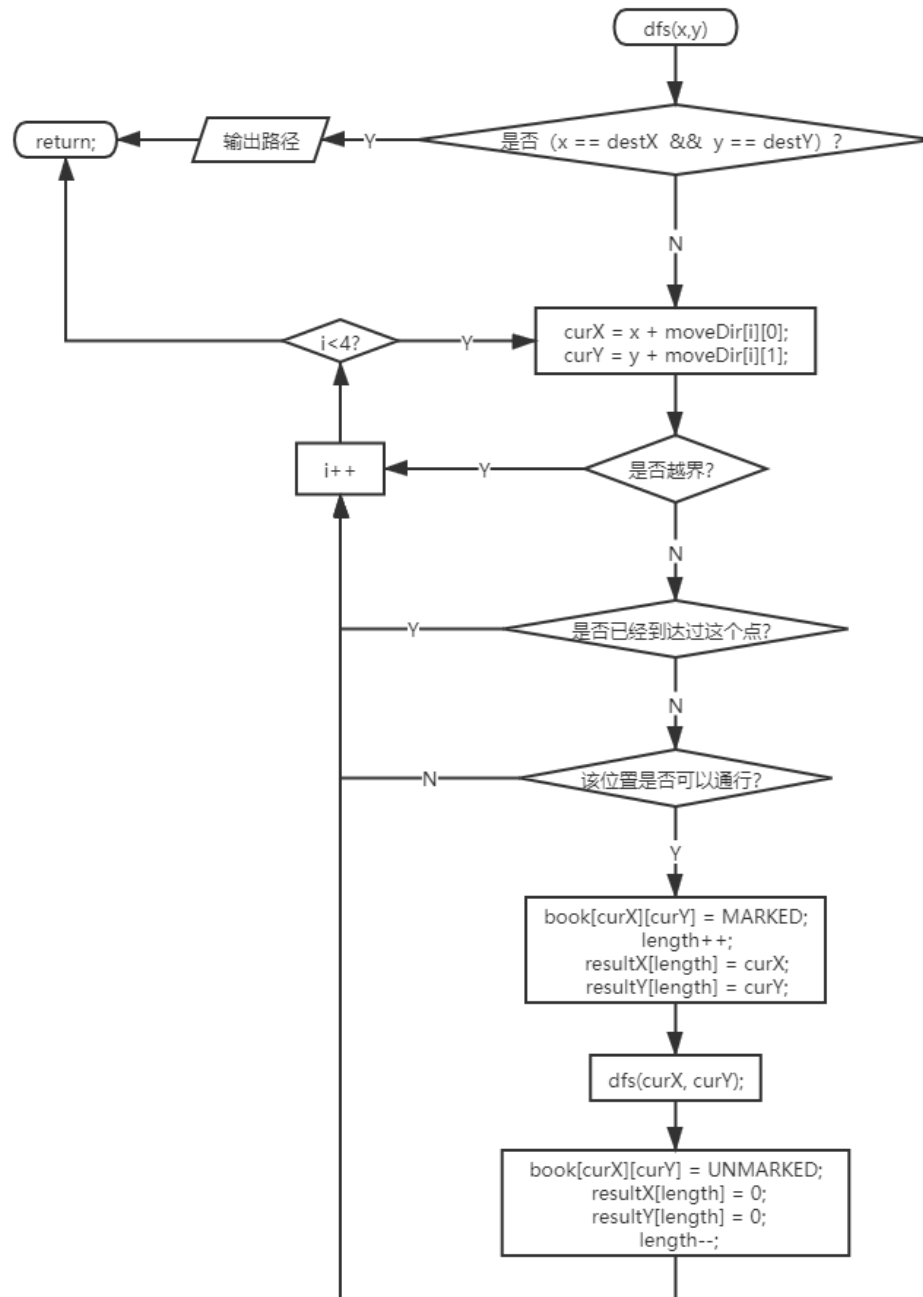 dfs(x,y)
是否（x == destX && y == destY）?
Y
输出路径
return;
N
curX = x + moveDir[i][0];
curY = y + moveDir[i][1];
i<4?
Y
是否越界?
Y
i++
N
是否已经到达过这个点?
Y
N
该位置是否可以通行?
N
Y
book[curX][curY] = MARKED;
length++;
resultX[length] = curX;
resultY[length] = curY;
dfs(curX, curY);
book[curX][curY] = UNMARKED;
resultX[length] = 0;
resultY[length] = 0;
length--;